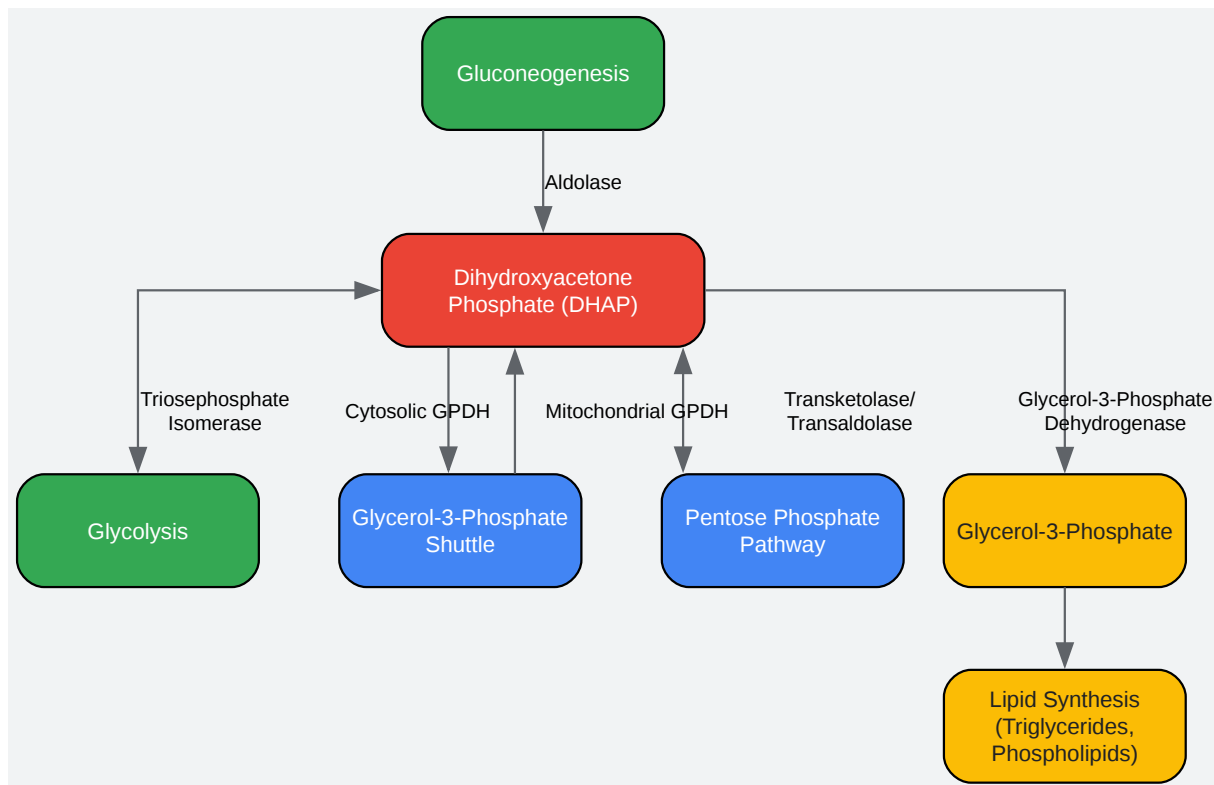 Gluconeogenesis
Aldolase
Dihydroxyacetone
Phosphate (DHAP)
Triosephosphate
Isomerase
Cytosolic GPDH
Mitochondrial GPDH
Transketolase/
Transaldolase
Glycerol-3-Phosphate
Dehydrogenase
Glycolysis
Glycerol-3-Phosphate
Shuttle
Pentose Phosphate
Pathway
Glycerol-3-Phosphate
Lipid Synthesis
(Triglycerides,
Phospholipids)